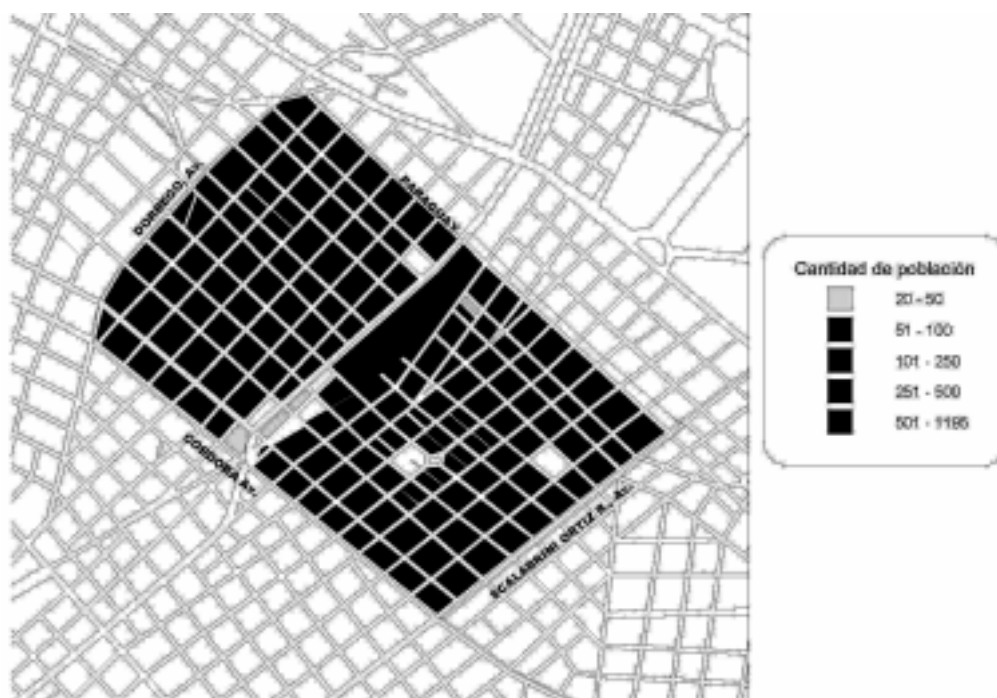 DORREGO, Av.
PARAGUAY
CORDOBA Av.
SCALABRINI ORTIZ R., Av.
Cantidad de población
20 - 50
51 - 100
101 - 250
251 - 500
501 - 1195